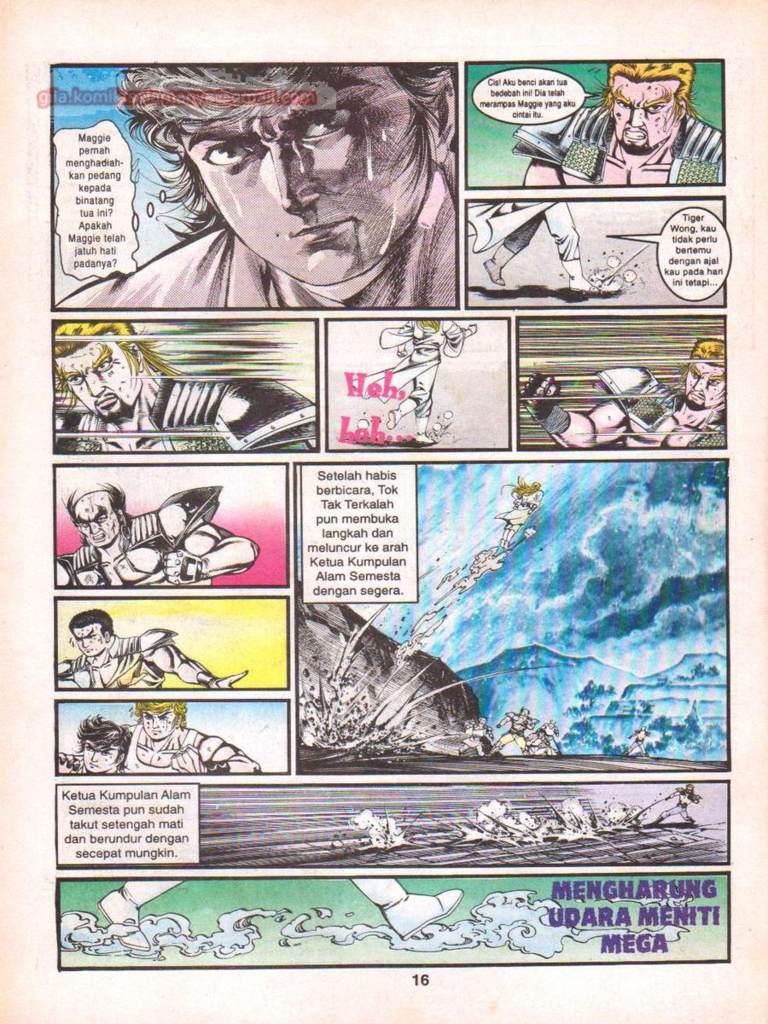 Maggie
pernah
menghadiah-
kan pedang
kepada
binatang
tua ini?
Apakah
Maggie telah
jatuh hati
padanya?
Cis! Aku benci akan tua
bedebah ini! Dia telah
merampas Maggie yang aku
cintai itu.
Tiger
Wong, kau
tidak perlu
bertemu
dengan ajal
kau pada hari
ini tetapi...
Heh,
heh...
Setelah habis
berbicara, Tok
Tak Terkalah
pun membuka
langkah dan
meluncur ke arah
Ketua Kumpulan
Alam Semesta
dengan segera.
Ketua Kumpulan Alam
Semesta pun sudah
takut setengah mati
dan berundur dengan
secepat mungkin.
MENGHARUNG
UDARA MENITI
MEGA
16